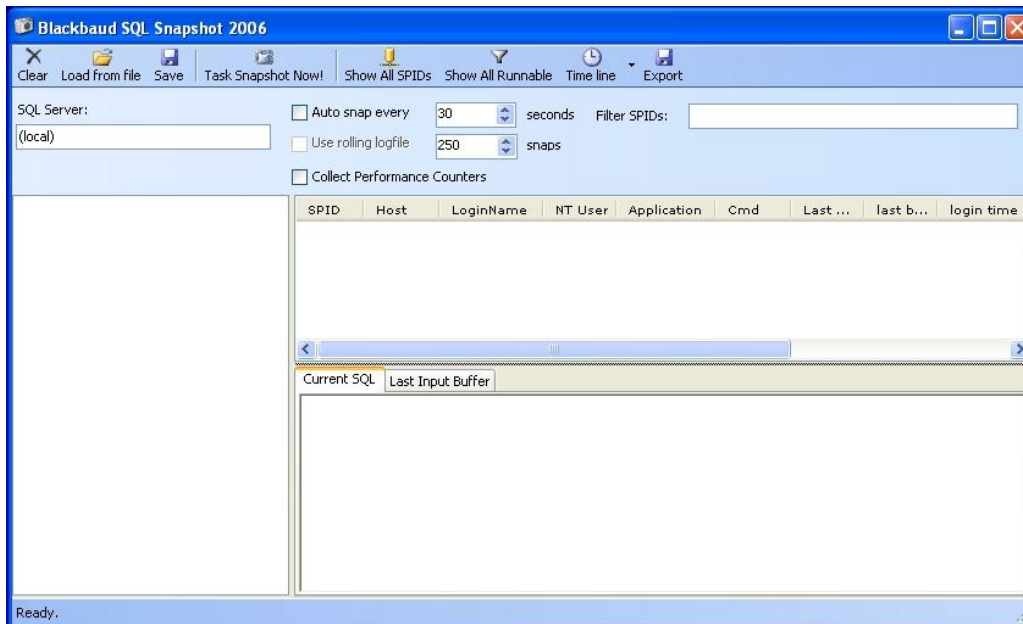 Blackbaud SQL Snapshot 2006
Clear Load from file Save Task Snapshot Now! Show All SPIDs Show All Runnable Time line Export
SQL Server:
(local)
Auto snap every 30 seconds Filter SPIDs:
Use rolling logfile 250 snaps
Collect Performance Counters
SPID Host LoginName NT User Application Cmd Last ... last b... login time
Current SQL Last Input Buffer
Ready.